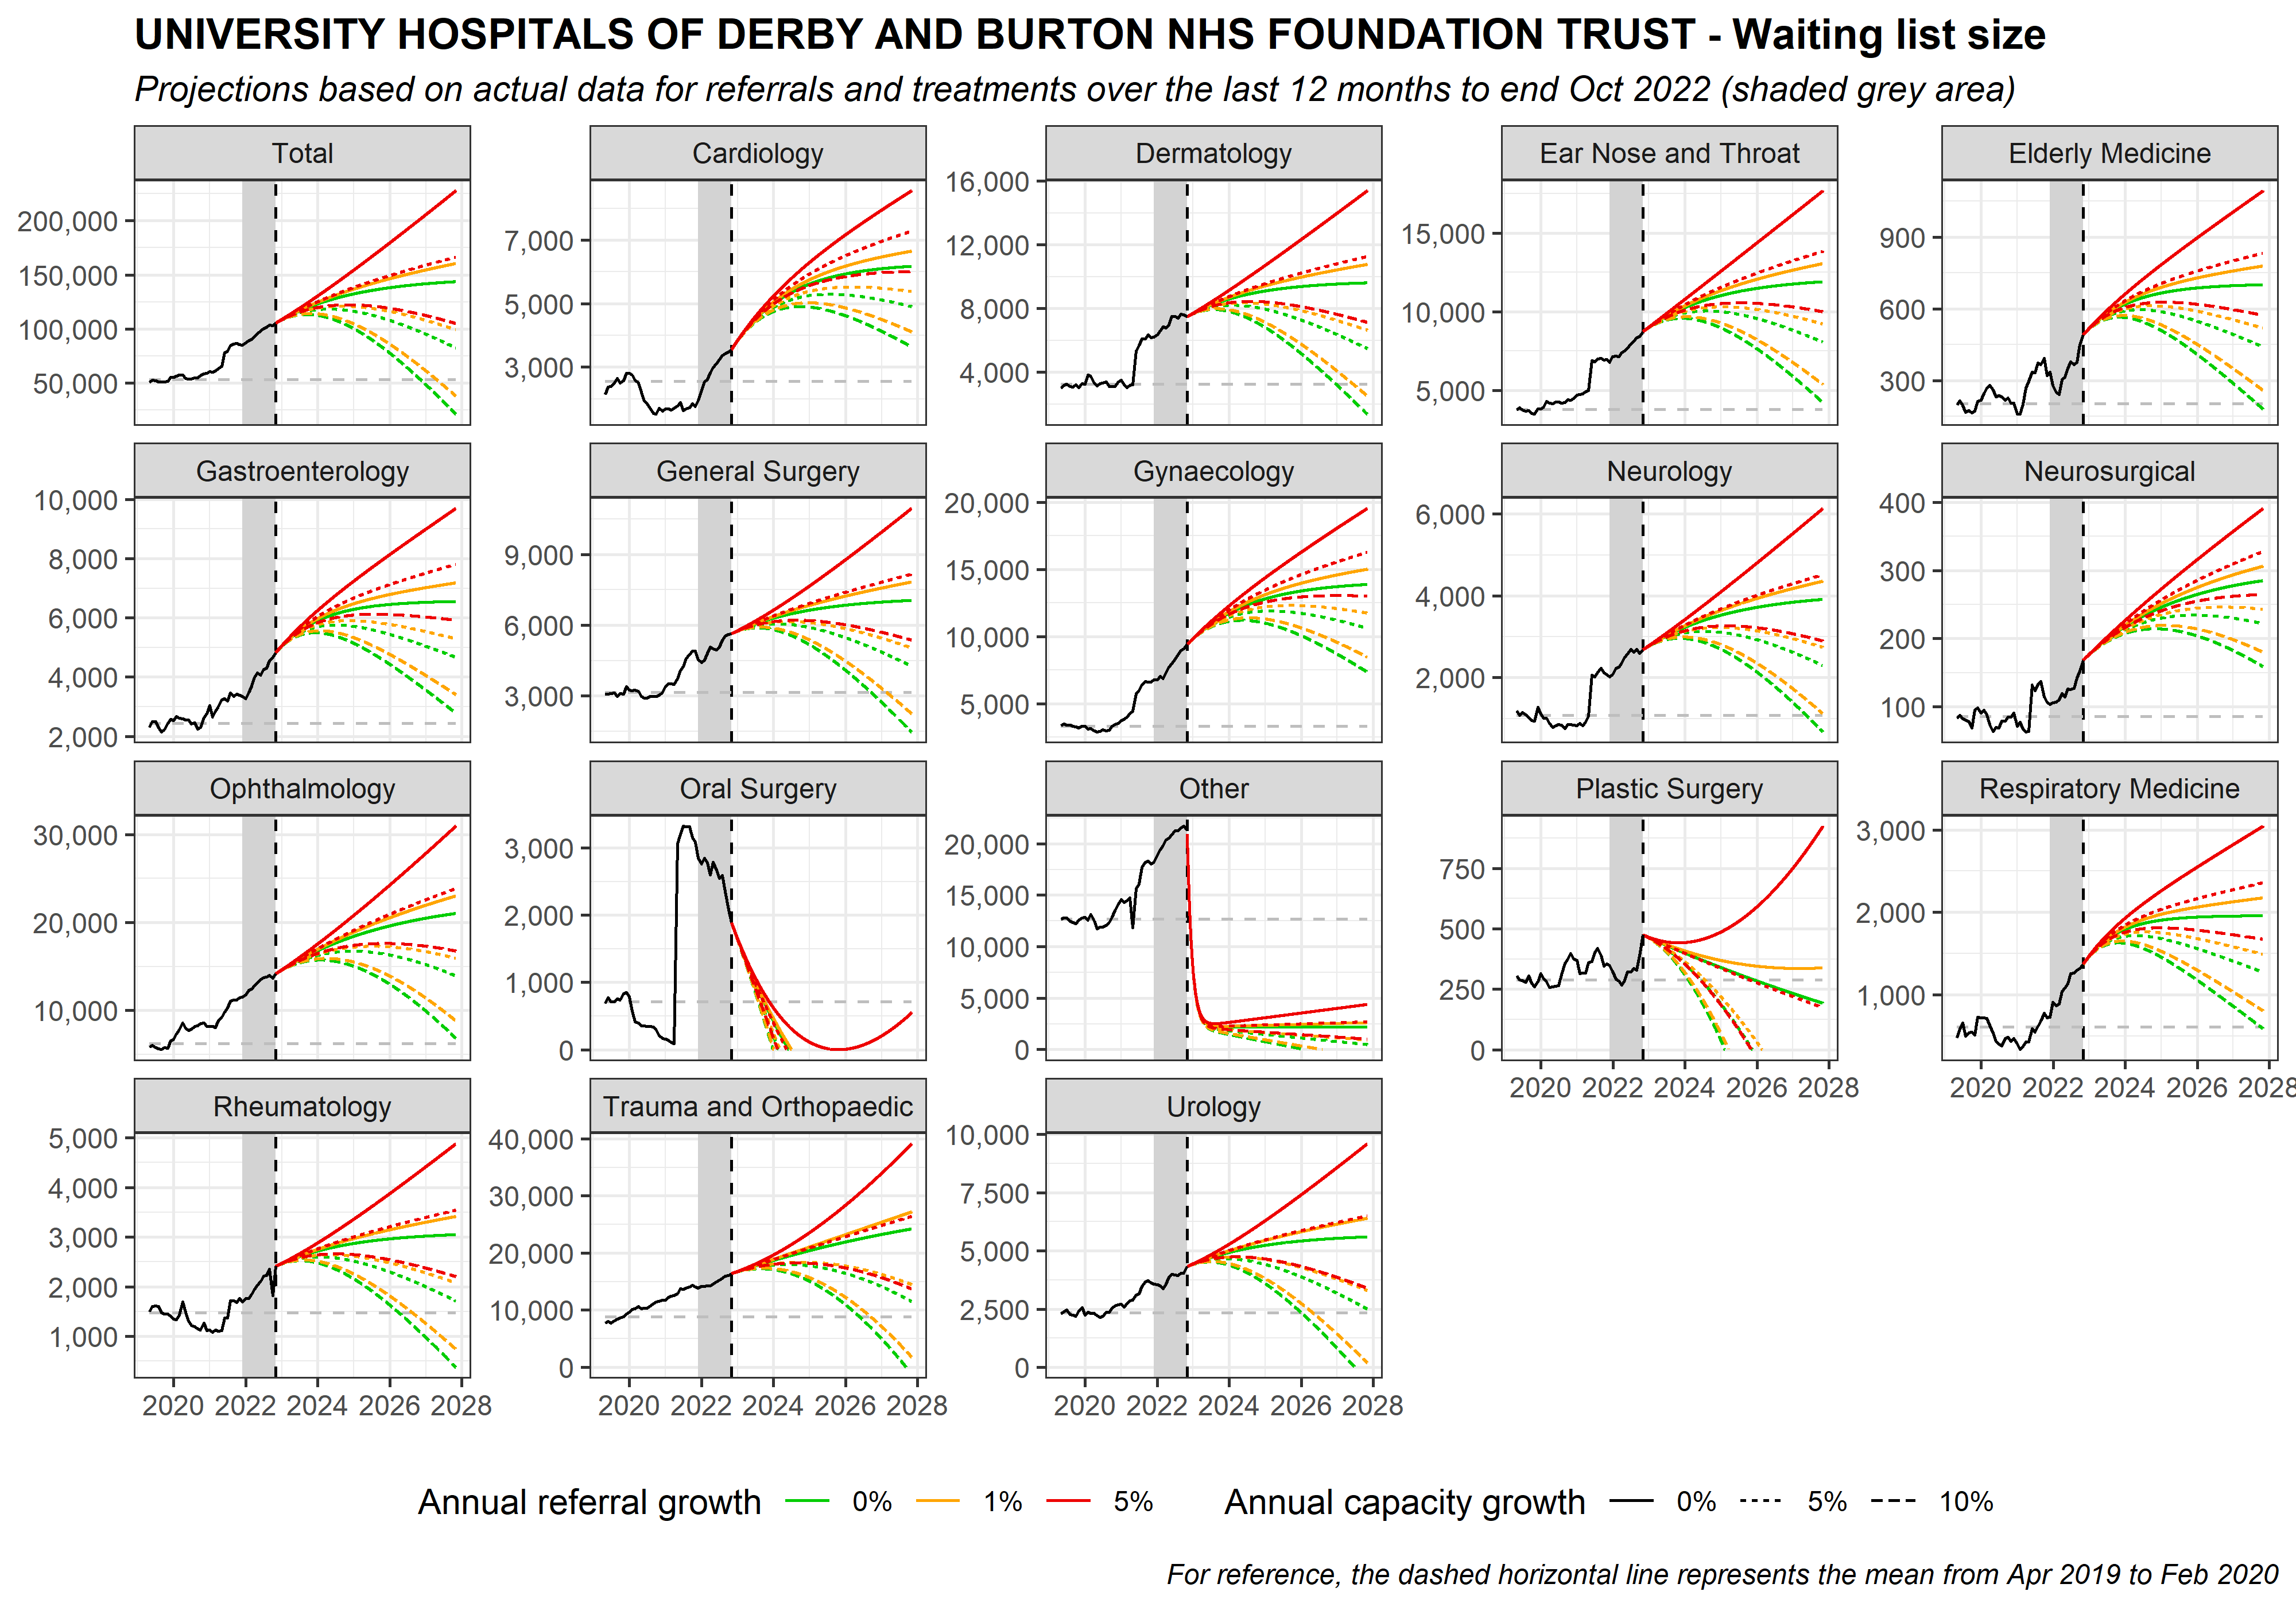 UNIVERSITY HOSPITALS OF DERBY AND BURTON NHS FOUNDATION TRUST - Waiting list size
Projections based on actual data for referrals and treatments over the last 12 months to end Oct 2022 (shaded grey area)
Total
200,000
150,000
100,000
50,000
Cardiology
7,000
5,000
3,000
Dermatology
16,000
12,000
8,000
4,000
Ear Nose and Throat
15,000
10,000
5,000
Elderly Medicine
900
600
300
Gastroenterology
10,000
8,000
6,000
4,000
2,000
General Surgery
9,000
6,000
3,000
Gynaecology
20,000
15,000
10,000
5,000
Neurology
6,000
4,000
2,000
Neurosurgical
400
300
200
100
Ophthalmology
30,000
20,000
10,000
Oral Surgery
3,000
2,000
1,000
0
Other
20,000
15,000
10,000
5,000
0
Plastic Surgery
750
500
250
0
2020 2022 2024 2026 2028
Respiratory Medicine
3,000
2,000
1,000
2020 2022 2024 2026 2028
Rheumatology
5,000
4,000
3,000
2,000
1,000
2020 2022 2024 2026 2028
Trauma and Orthopaedic
40,000
30,000
20,000
10,000
0
2020 2022 2024 2026 2028
Urology
10,000
7,500
5,000
2,500
0
2020 2022 2024 2026 2028
Annual referral growth 0% 1% 5% Annual capacity growth 0% 5% 10%
For reference, the dashed horizontal line represents the mean from Apr 2019 to Feb 2020